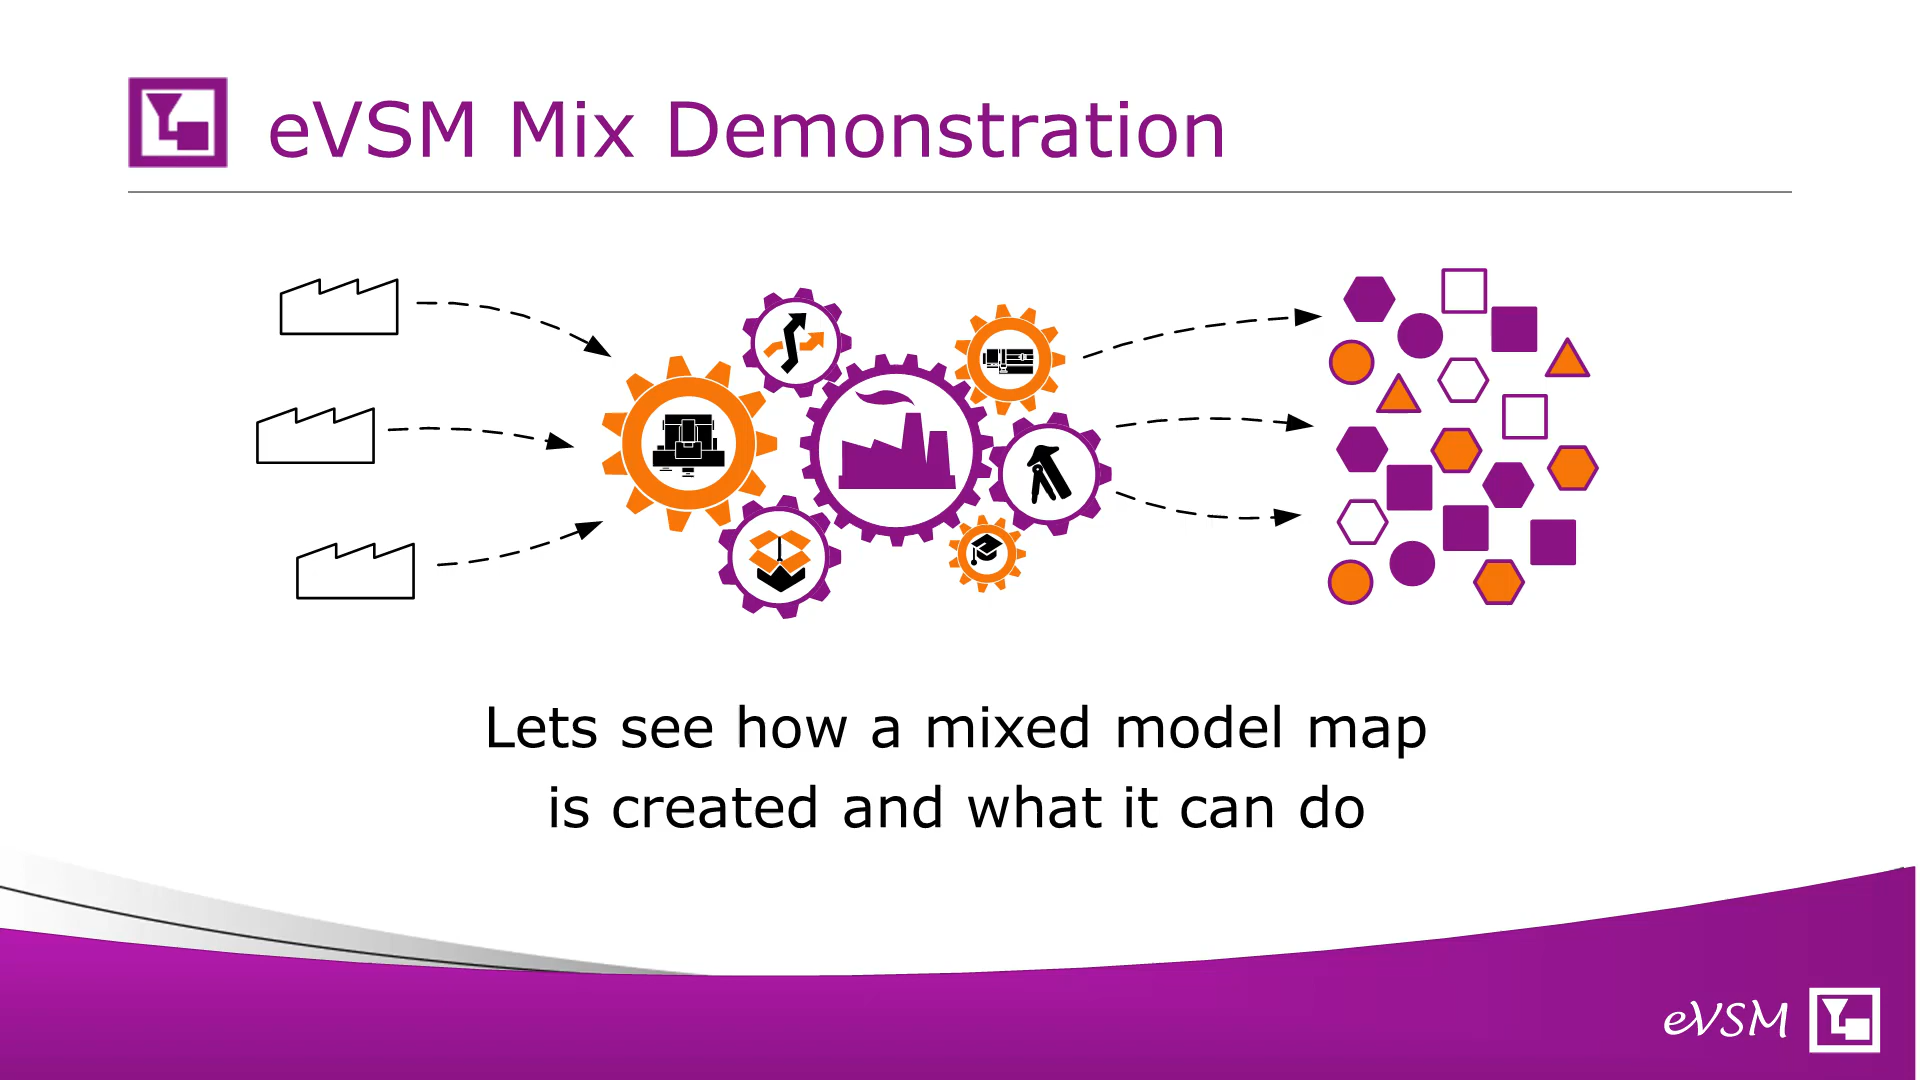 eVSM Mix Demonstration
Lets see how a mixed model map
is created and what it can do
eVSM